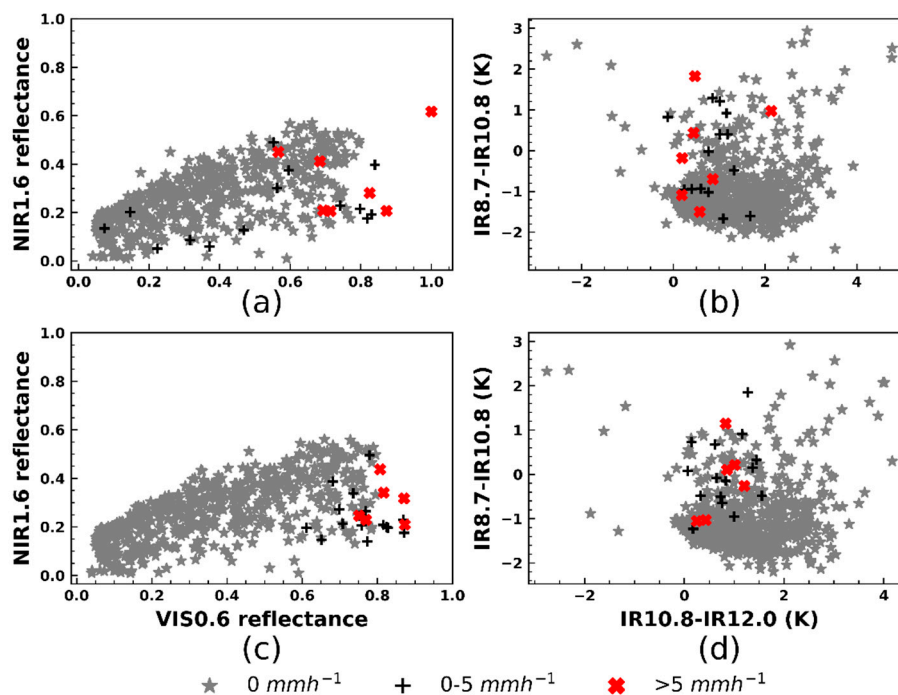 1.0
0.8
0.6
0.4
0.2
0.0
NIR1.6 reflectance
0.0 0.2 0.4 0.6 0.8 1.0
(a)
3
2
1
0
−1
−2
IR8.7-IR10.8 (K)
−2 0 2 4
(b)
1.0
0.8
0.6
0.4
0.2
0.0
NIR1.6 reflectance
0.0 0.2 0.4 0.6 0.8 1.0
VIS0.6 reflectance
(c)
3
2
1
0
−1
−2
IR8.7-IR10.8 (K)
−2 0 2 4
IR10.8-IR12.0 (K)
(d)
0 mmh⁻¹ 0-5 mmh⁻¹ >5 mmh⁻¹